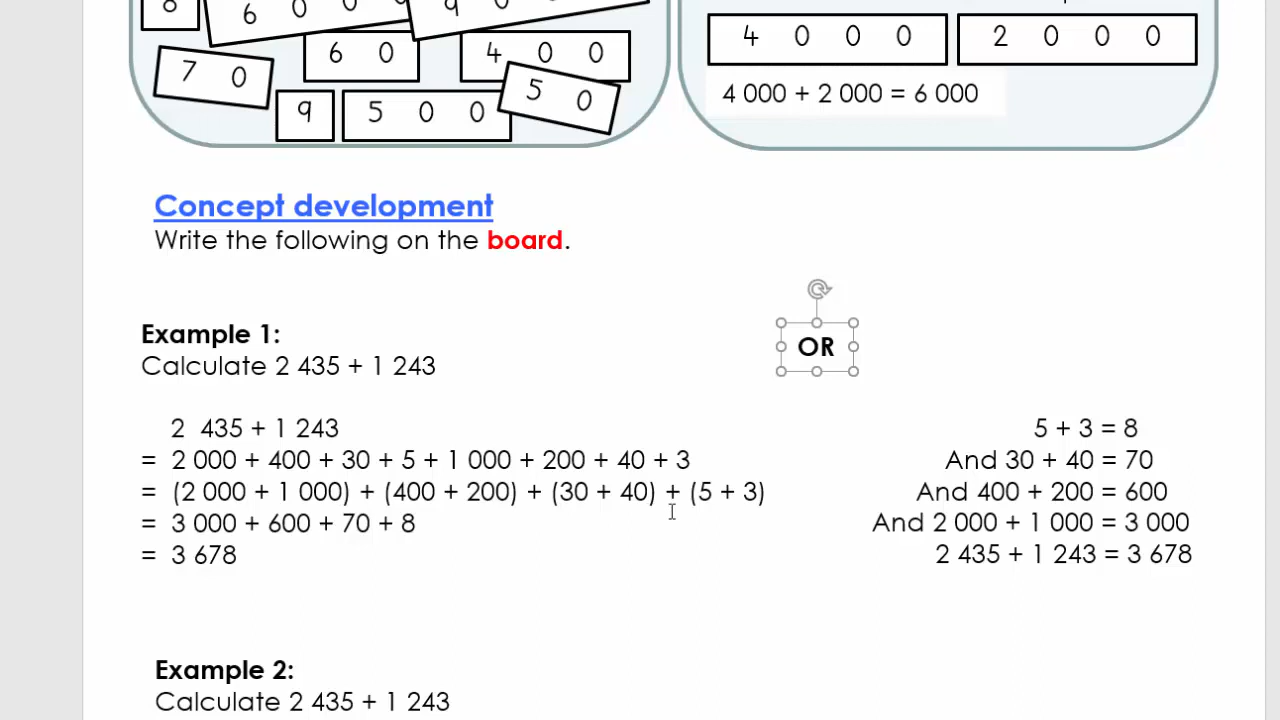 8
6 0 0
9 0
6 0
4 0 0
7 0
9
5 0 0
5 0
4 0 0 0
2 0 0 0
4 000 + 2 000 = 6 000
Concept development
Write the following on the board.
Example 1:
Calculate 2 435 + 1 243
OR
2 435 + 1 243
= 2 000 + 400 + 30 + 5 + 1 000 + 200 + 40 + 3
= (2 000 + 1 000) + (400 + 200) + (30 + 40) + (5 + 3)
= 3 000 + 600 + 70 + 8
= 3 678
5 + 3 = 8
And 30 + 40 = 70
And 400 + 200 = 600
And 2 000 + 1 000 = 3 000
2 435 + 1 243 = 3 678
Example 2:
Calculate 2 435 + 1 243